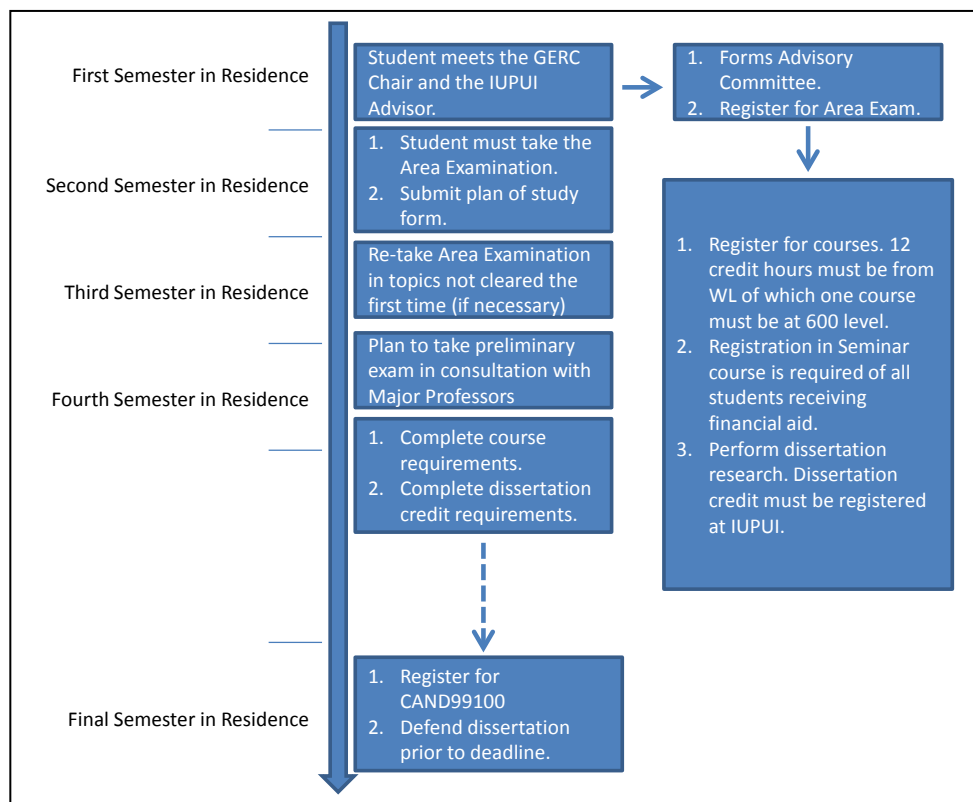 First Semester in Residence
Student meets the GERC
Chair and the IUPUI
Advisor.
1. Forms Advisory
Committee.
2. Register for Area Exam.
Second Semester in Residence
1. Student must take the
Area Examination.
2. Submit plan of study
form.
Third Semester in Residence
Re-take Area Examination
in topics not cleared the
first time (if necessary)
Fourth Semester in Residence
Plan to take preliminary
exam in consultation with
Major Professors
1. Complete course
requirements.
2. Complete dissertation
credit requirements.
1. Register for courses. 12
credit hours must be from
WL of which one course
must be at 600 level.
2. Registration in Seminar
course is required of all
students receiving
financial aid.
3. Perform dissertation
research. Dissertation
credit must be registered
at IUPUI.
Final Semester in Residence
1. Register for
CAND99100
2. Defend dissertation
prior to deadline.